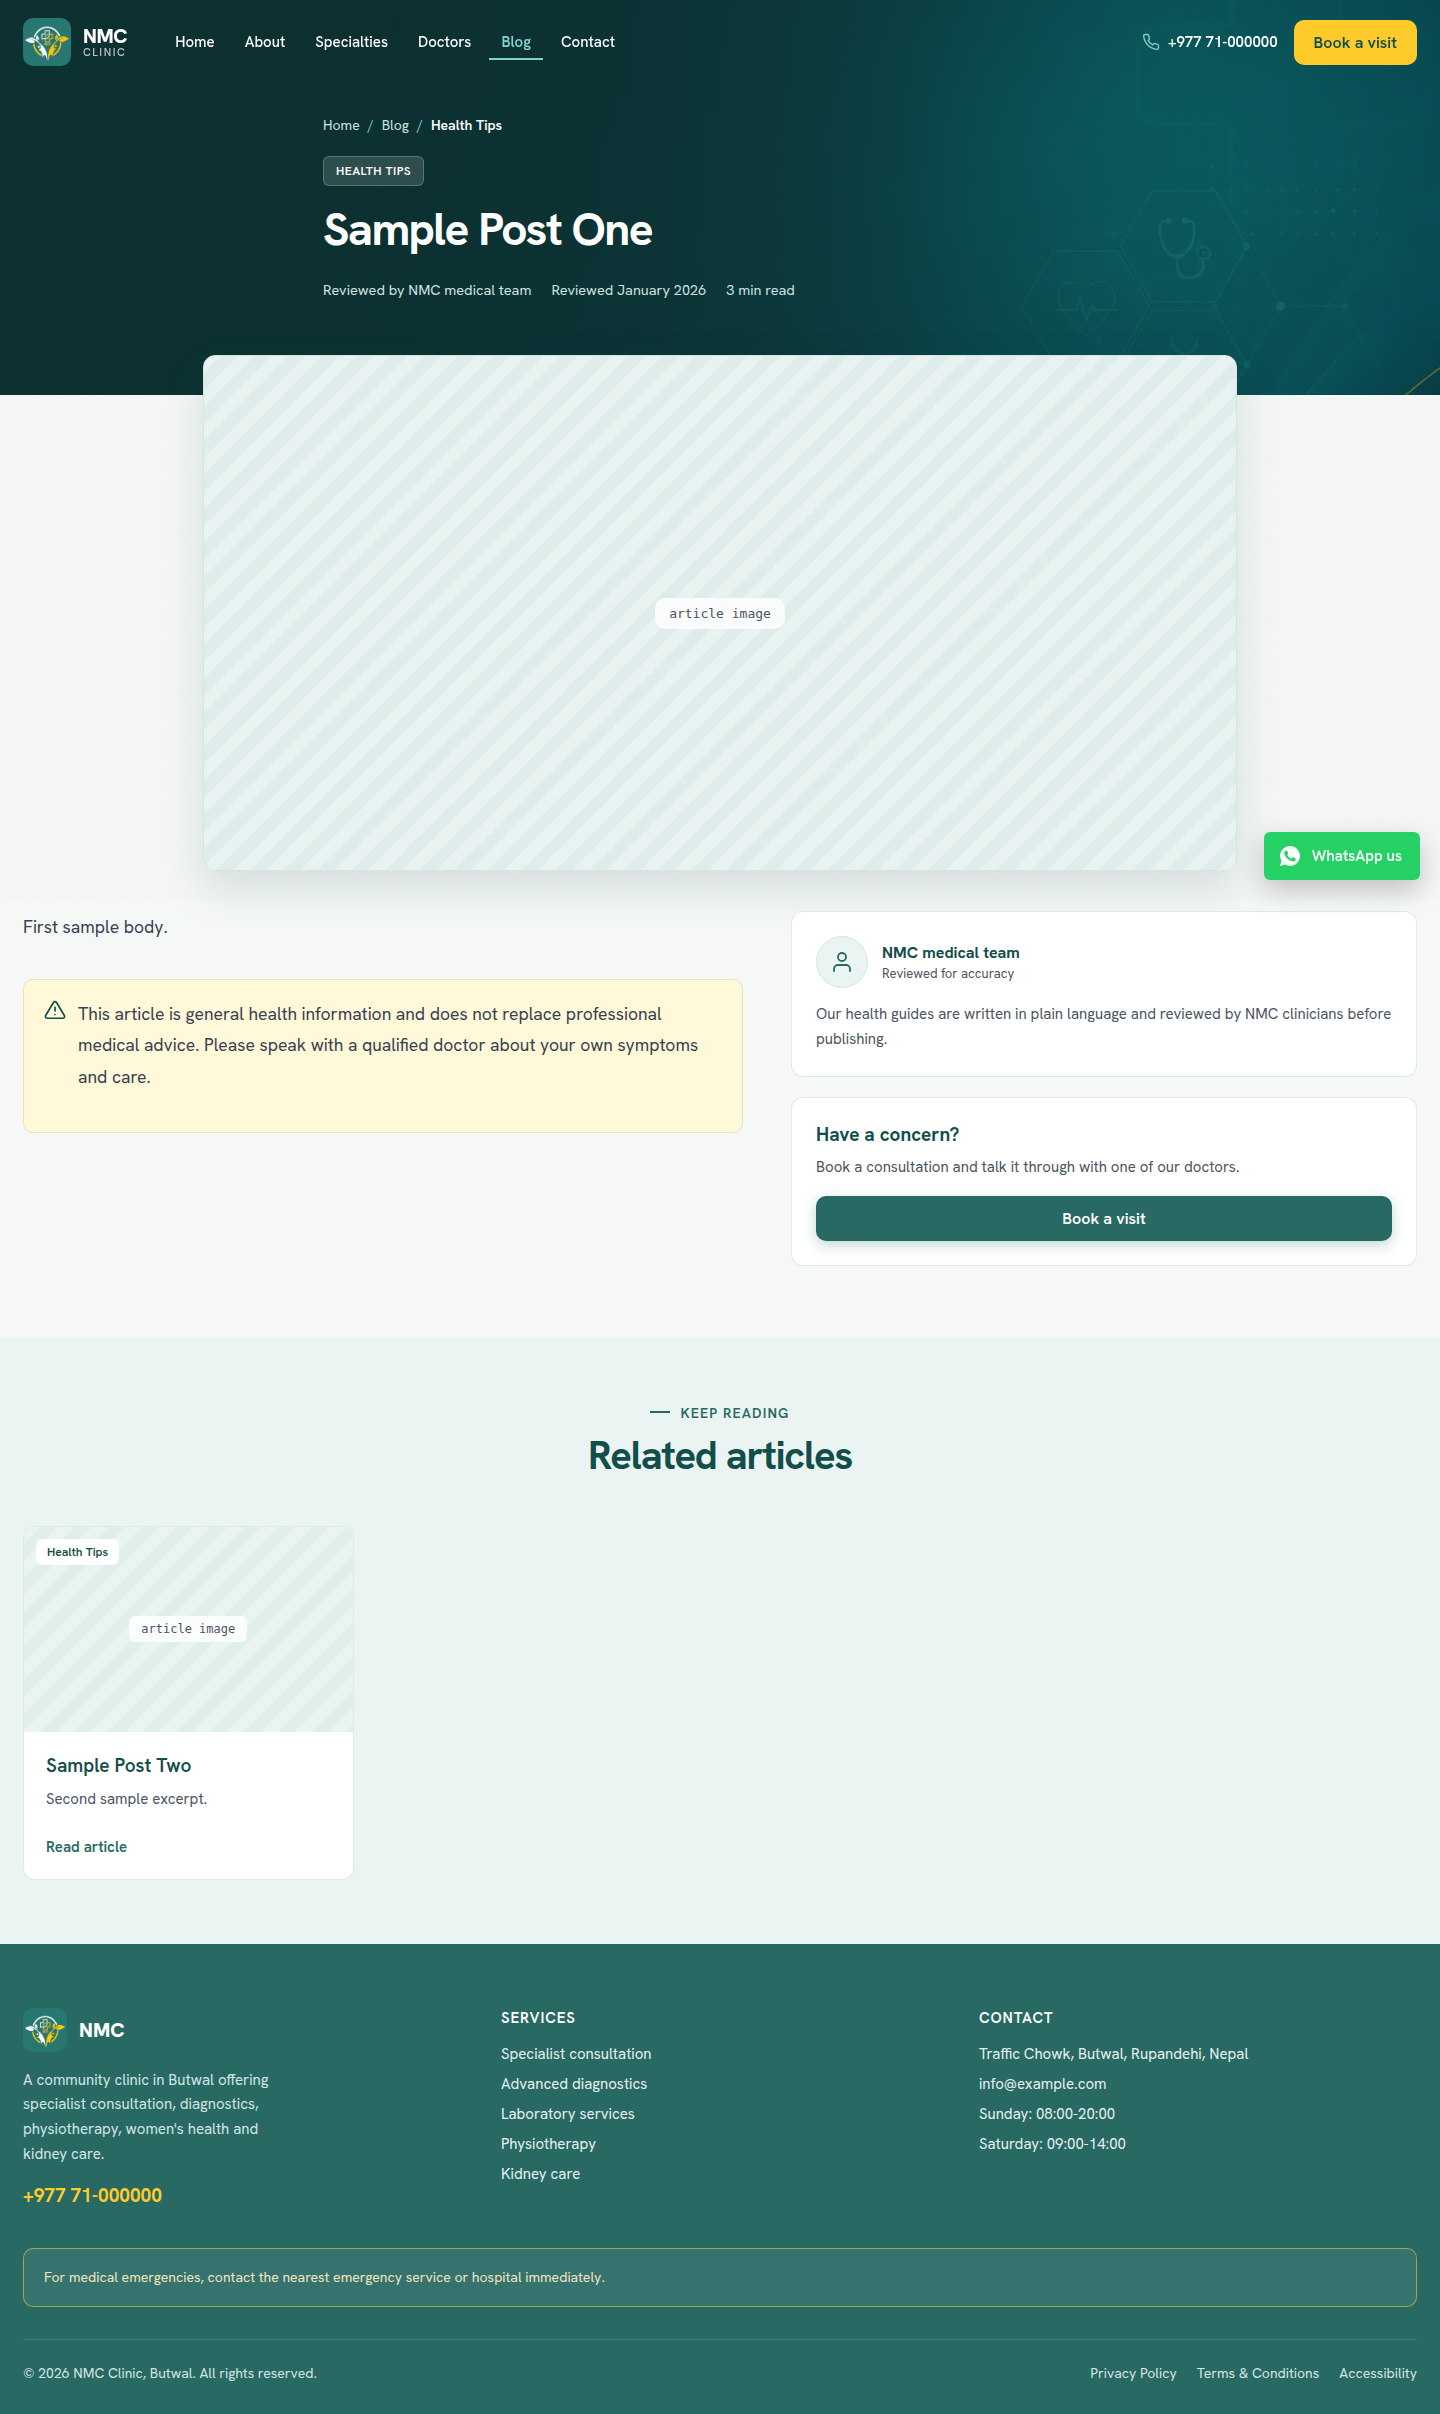 NMC
CLINIC
Home
About
Specialties
Doctors
Blog
Contact
+977 71-000000
Book a visit
Home / Blog / Health Tips
HEALTH TIPS
Sample Post One
Reviewed by NMC medical team
Reviewed January 2026
3 min read
article image
WhatsApp us
First sample body.
This article is general health information and does not replace professional
medical advice. Please speak with a qualified doctor about your own symptoms
and care.
NMC medical team
Reviewed for accuracy
Our health guides are written in plain language and reviewed by NMC clinicians before
publishing.
Have a concern?
Book a consultation and talk it through with one of our doctors.
Book a visit
KEEP READING
Related articles
Health Tips
article image
Sample Post Two
Second sample excerpt.
Read article
NMC
A community clinic in Butwal offering
specialist consultation, diagnostics,
physiotherapy, women's health and
kidney care.
+977 71-000000
SERVICES
Specialist consultation
Advanced diagnostics
Laboratory services
Physiotherapy
Kidney care
CONTACT
Traffic Chowk, Butwal, Rupandehi, Nepal
info@example.com
Sunday: 08:00-20:00
Saturday: 09:00-14:00
For medical emergencies, contact the nearest emergency service or hospital immediately.
© 2026 NMC Clinic, Butwal. All rights reserved.
Privacy Policy
Terms & Conditions
Accessibility